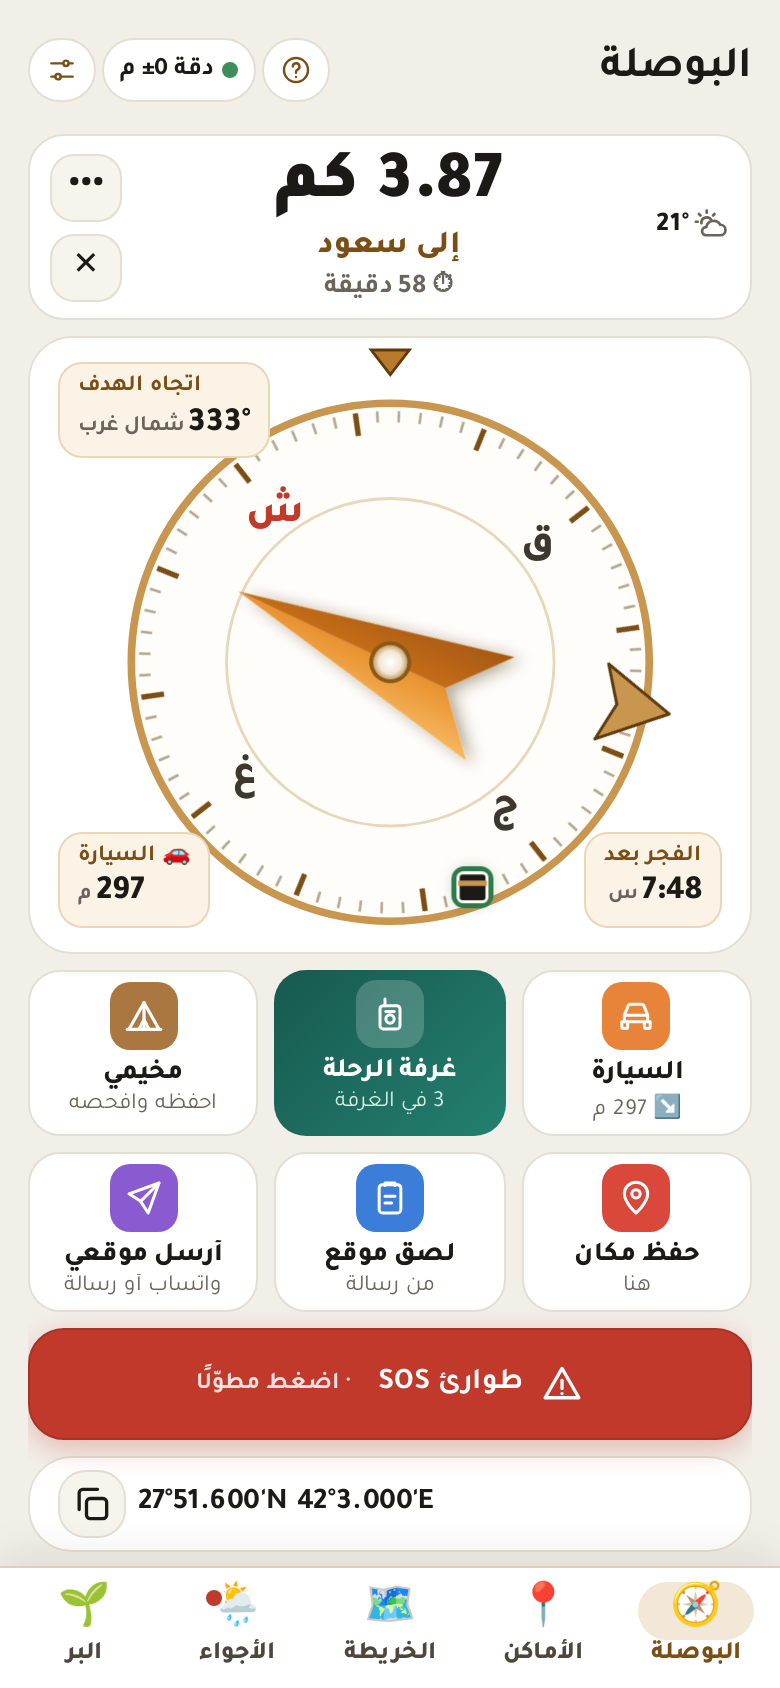 البوصلة
دقة ±0 م
3.87 كم
إلى سعود
⏱ 58 دقيقة
21°
اتجاه الهدف
333° شمال غرب
ش
ق
غ
ج
السيارة
297 م
الفجر بعد
7:48 س
السيارة
297 م
غرفة الرحلة
3 في الغرفة
مخيمي
احفظه وافحصه
حفظ مكان
هنا
لصق موقع
من رسالة
أرسل موقعي
واتساب أو رسالة
طوارئ SOS · اضغط مطوّلًا
27°51.600'N 42°3.000'E
البوصلة
الأماكن
الخريطة
الأجواء
البر